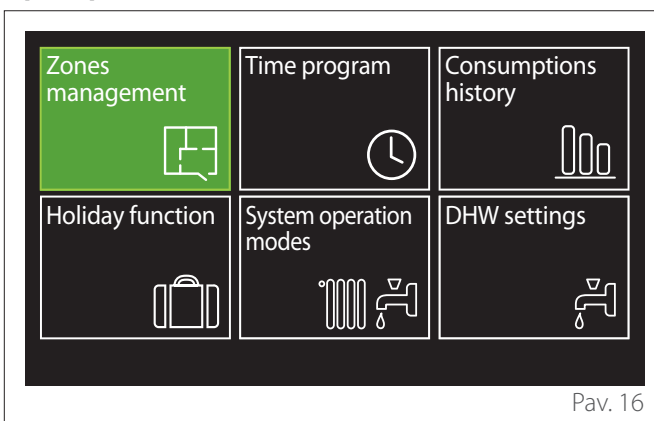 Zones
management
Time program
Consumptions
history
Holiday function
System operation
modes
DHW settings
Pav. 16